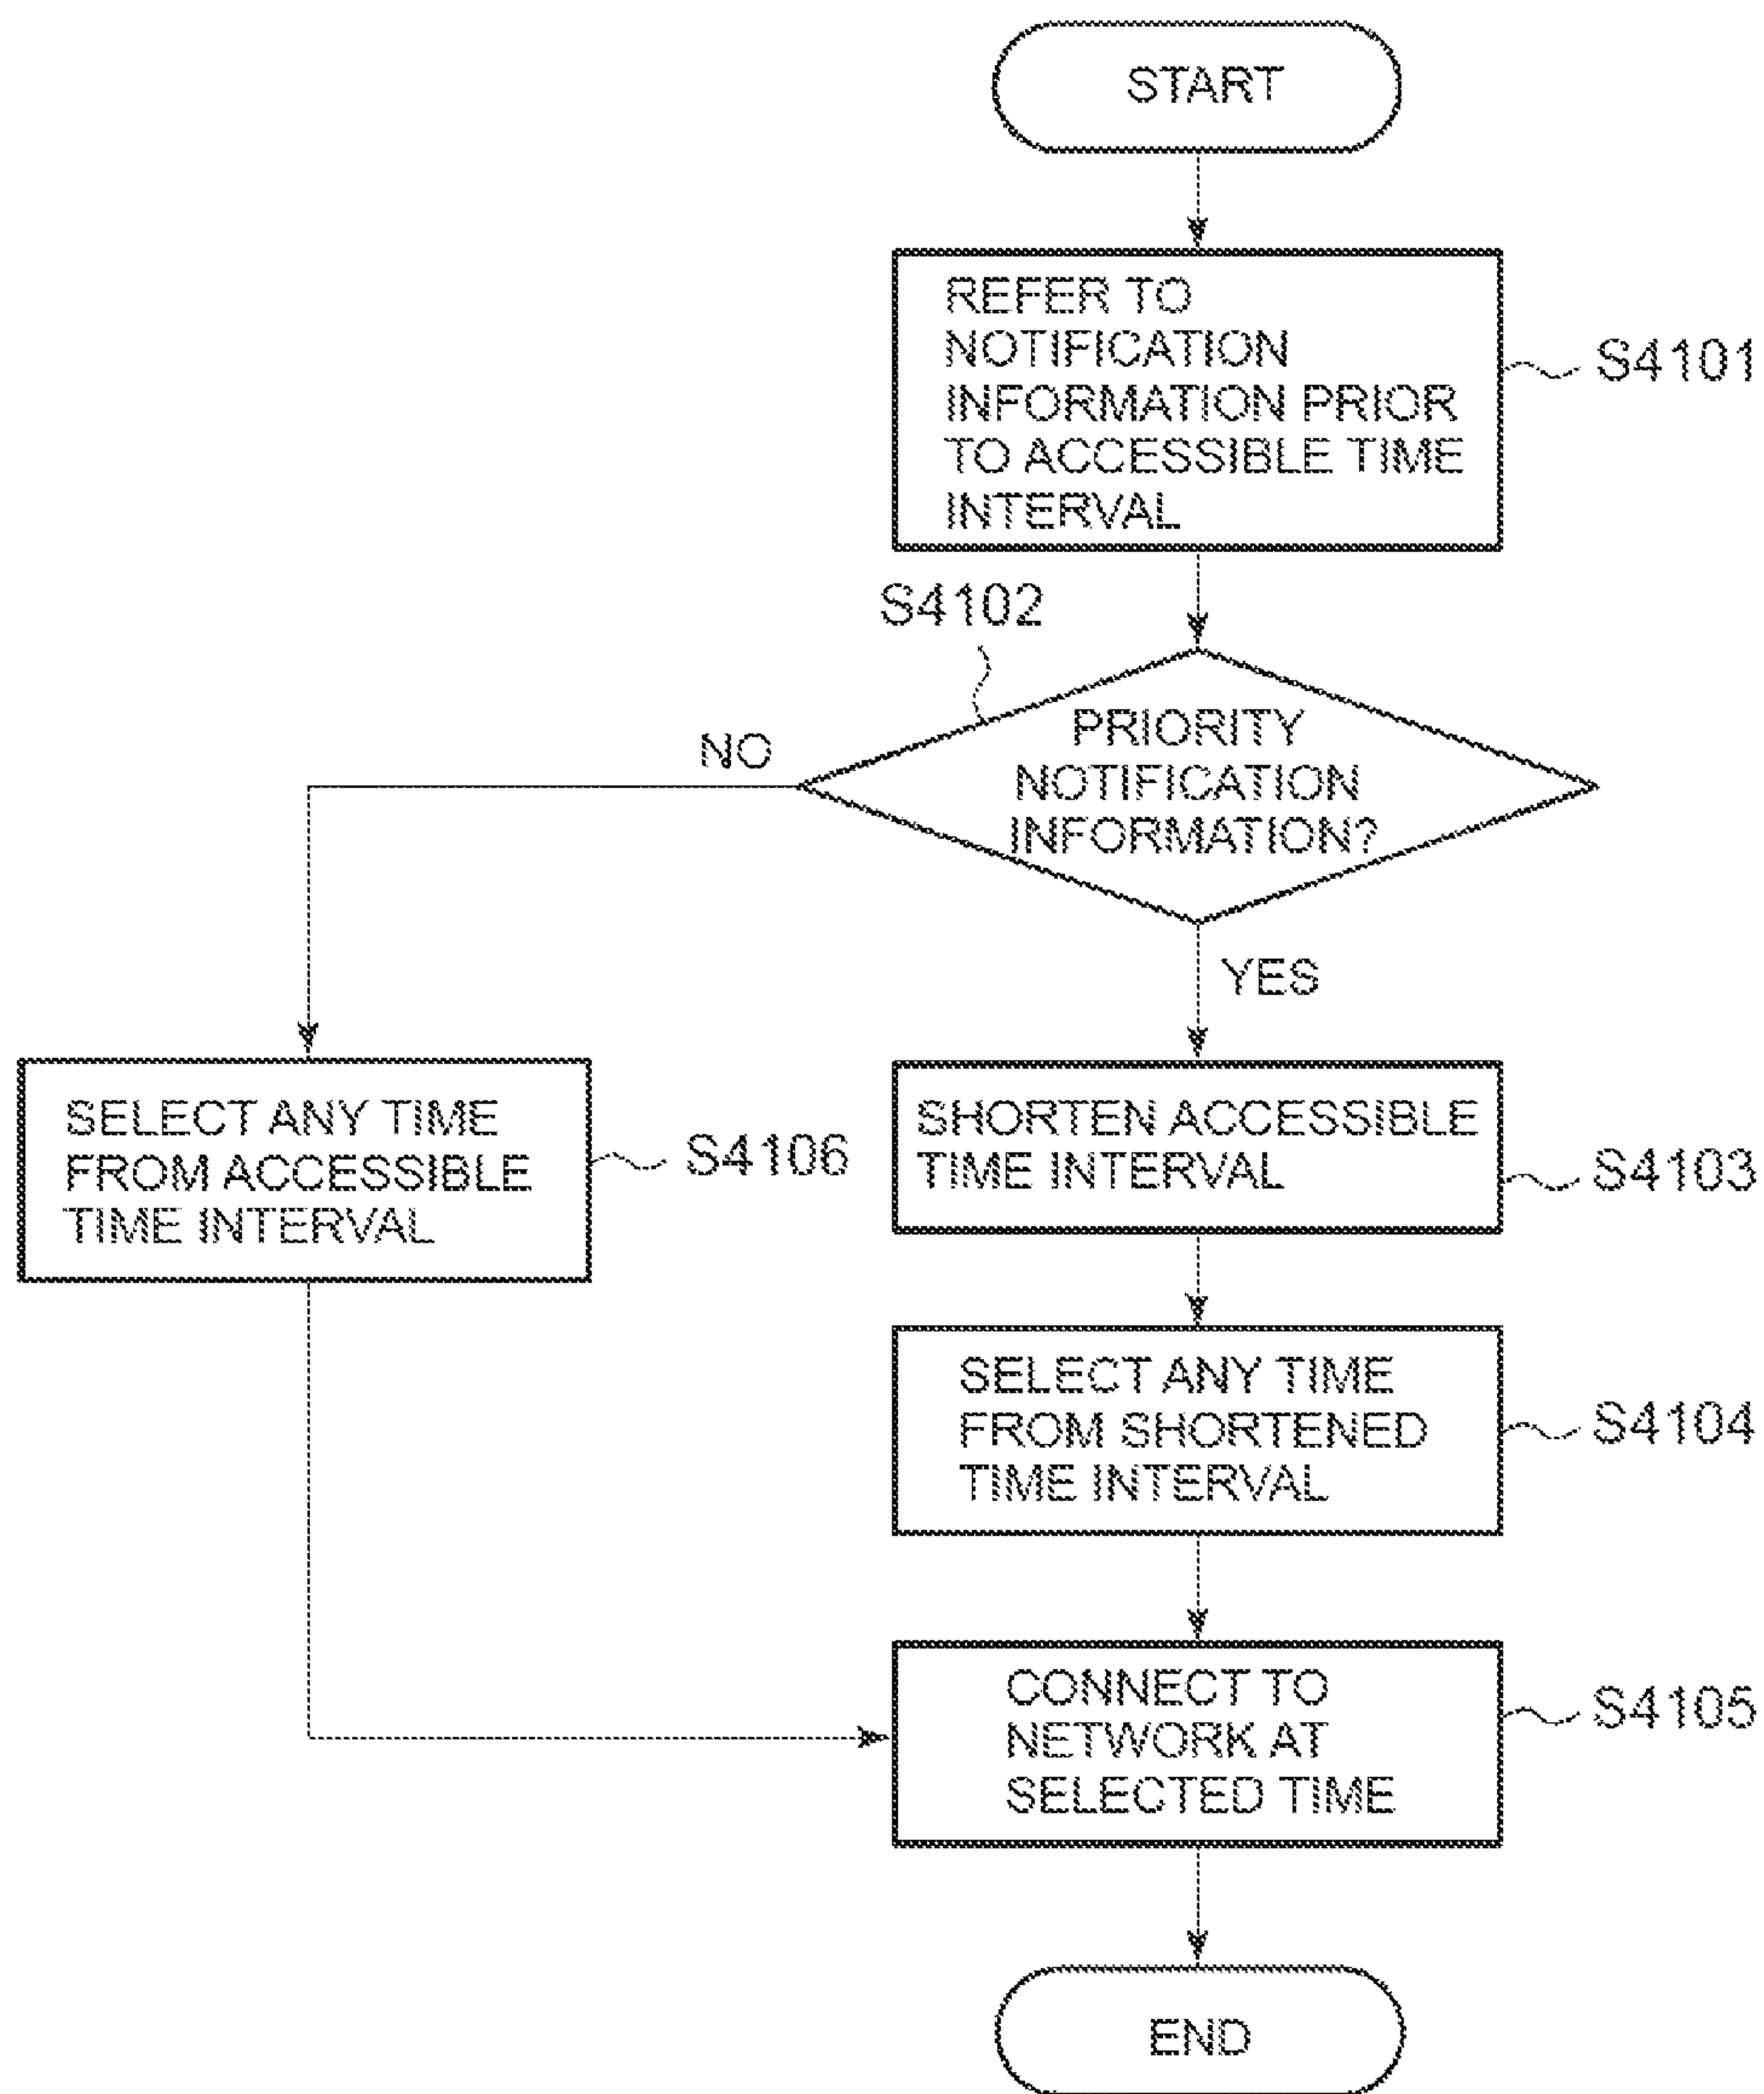 START
REFER TO
NOTIFICATION
INFORMATION PRIOR
TO ACCESSIBLE TIME
INTERVAL
S4101
S4102
PRIORITY
NOTIFICATION
INFORMATION?
NO
YES
SELECT ANY TIME
FROM ACCESSIBLE
TIME INTERVAL
S4106
SHORTEN ACCESSIBLE
TIME INTERVAL
S4103
SELECT ANY TIME
FROM SHORTENED
TIME INTERVAL
S4104
CONNECT TO
NETWORK AT
SELECTED TIME
S4105
END